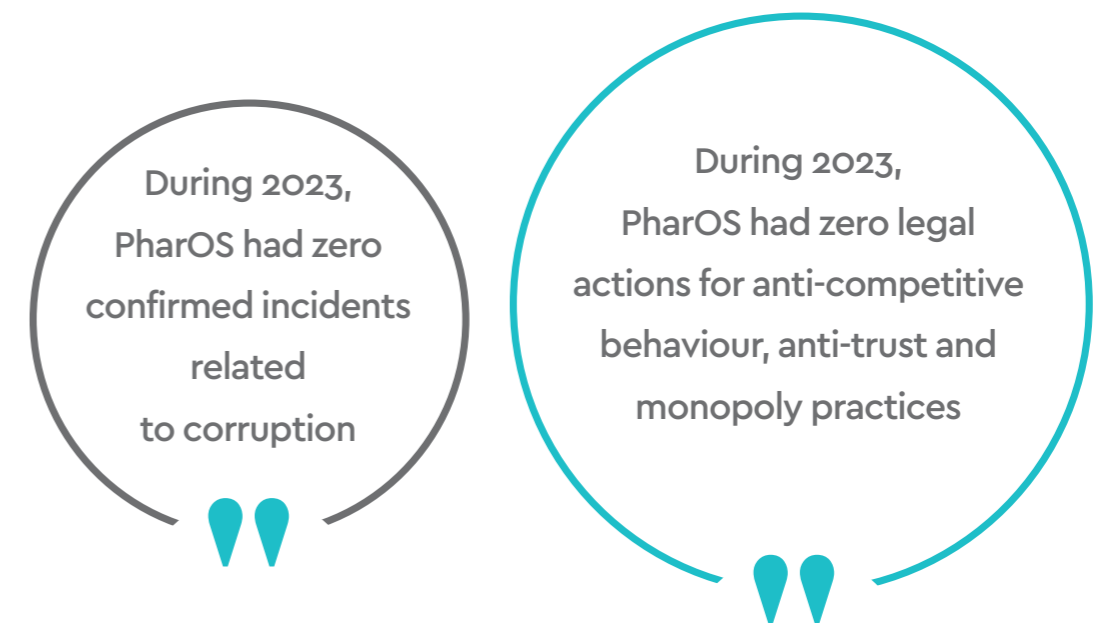 During 2023,
PharOS had zero
confirmed incidents
related
to corruption
During 2023,
PharOS had zero legal
actions for anti-competitive
behaviour, anti-trust and
monopoly practices